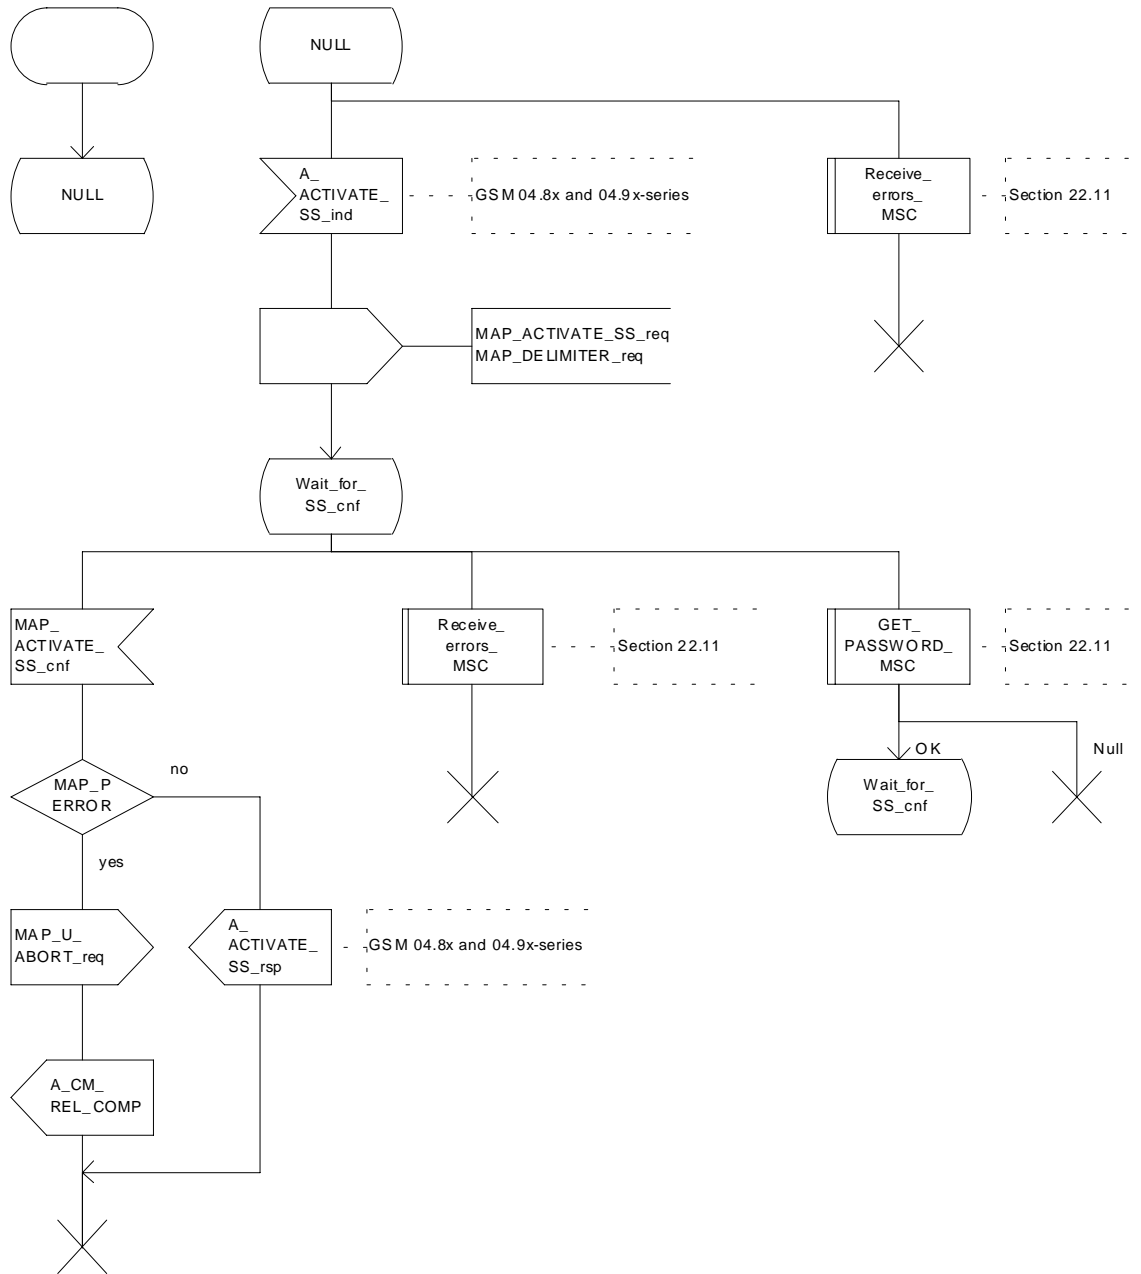 NULL
NULL
A_
ACTIVATE_
SS_ind
GSM 04.8x and 04.9x-series
Receive_
errors_
MSC
Section 22.11
MAP_ACTIVATE_SS_req
MAP_DELIMITER_req
Wait_for_
SS_cnf
MAP_
ACTIVATE_
SS_cnf
Receive_
errors_
MSC
Section 22.11
GET_
PASSWORD_
MSC
Section 22.11
OK
Null
Wait_for_
SS_cnf
MAP_P
ERROR
no
yes
MAP_U_
ABORT_req
A_
ACTIVATE_
SS_rsp
GSM 04.8x and 04.9x-series
A_CM_
REL_COMP